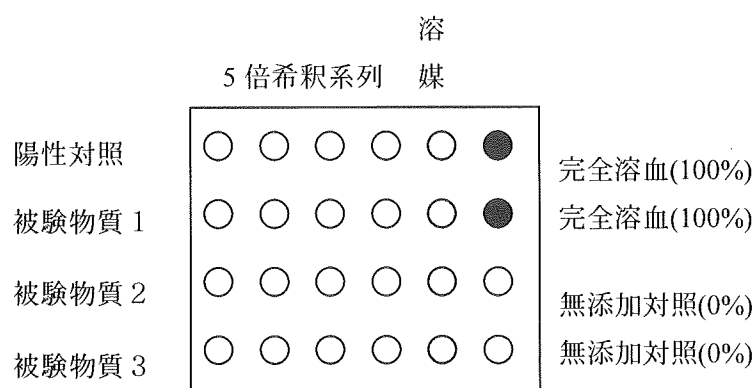 溶
媒
5倍希釈系列
陽性対照
完全溶血(100%)
被験物質1
完全溶血(100%)
被験物質2
無添加対照(0%)
被験物質3
無添加対照(0%)